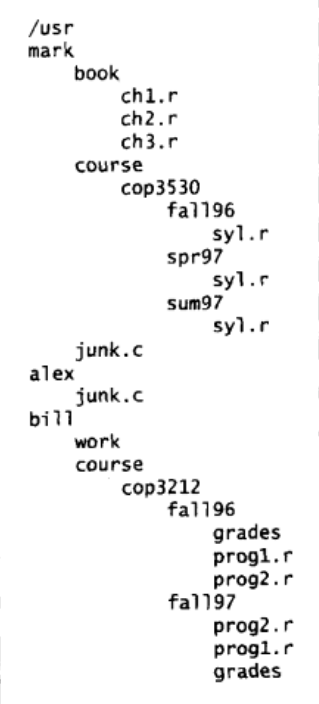 /usr
mark
book
ch1.r
ch2.r
ch3.r
course
cop3530
fall96
syl.r
spr97
syl.r
sum97
syl.r
junk.c
alex
junk.c
bill
work
course
cop3212
fall96
grades
prog1.r
prog2.r
fall97
prog2.r
prog1.r
grades